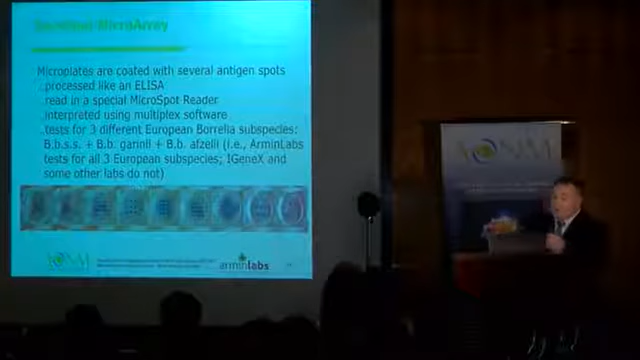 MicroArray
Microplates are coated with several antigen spots
processed like an ELISA
read in a special MicroSpot Reader
interpreted using multiplex software
tests for 3 different European Borrelia subspecies:
B.b.s.s. + B.b. garinii + B.b. afzelii (i.e., ArminLabs
tests for all 3 European subspecies; IGeneX and
some other labs do not)
arminlabs